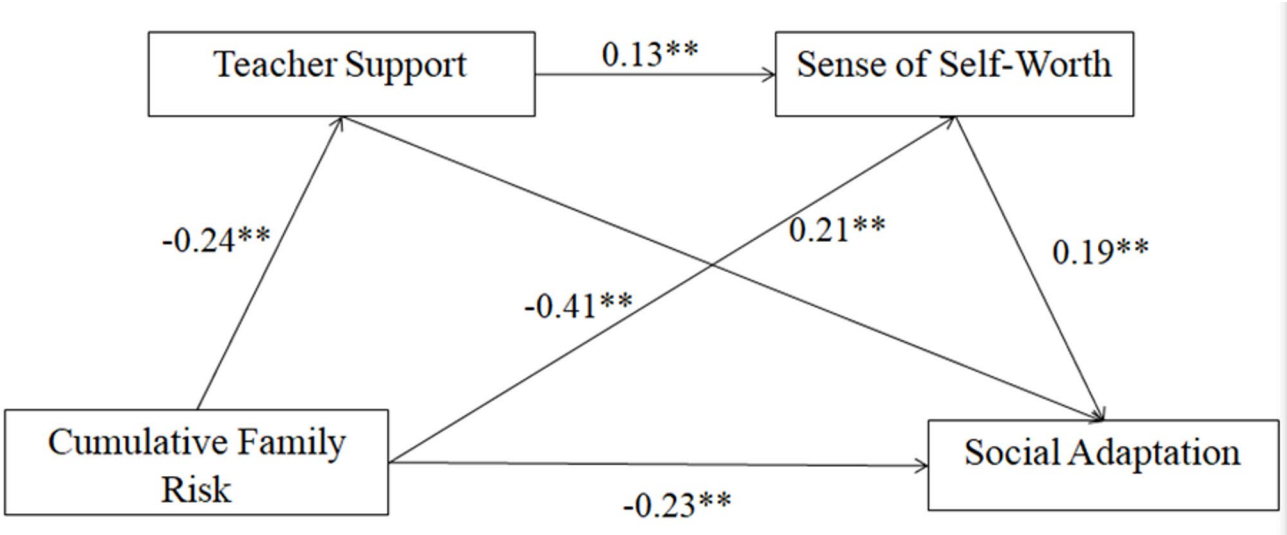 Teacher Support
0.13**
Sense of Self-Worth
-0.24**
0.21**
0.19**
-0.41**
Cumulative Family
Risk
Social Adaptation
-0.23**